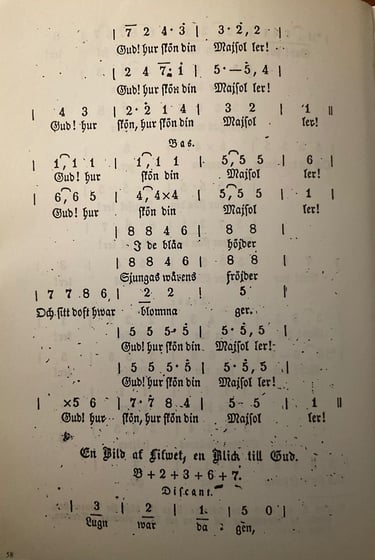 | 7 2 4 · 3 | 3 · 2, 2 |
Gud! hur skön din Majsol ler!
| 2 4 7 · 1 | 5 · — 5, 4 |
Gud! hur skön din Majsol ler!
| 4 3 | 2 · 2 1 4 | 3 2 | 1 ||
Gud! hur skön, hur skön din Majsol ler!
Bas.
| 1, 1 1 | 1, 1 1 | 5, 5 5 | 6 |
Gud! hur skön din Majsol ler!
| 6, 6 5 | 4, 4 ×4 | 5, 5 5 | 1 |
Gud! hur skön din Majsol ler!
| 8 8 4 6 | 8 8 |
I de blåa höjder
| 8 8 4 6 | 8 8 |
Sjungas wårens fröjder
| 7 7 8 6 | 2 2 | 5 |
Och sitt doft hwar blomna ger.
| 5 5 5 · 5 | 5 · 5, 5 |
Gud! hur skön din Majsol ler!
| 5 5 5 · 5 | 5 · 5, 5 |
Gud! hur skön din Majsol ler!
| ×5 6 | 7 · 7 8 4 | 5 5 | 1 ||
Gud! hur skön, hur skön din Majsol ler!
En Bild af Lifwet, en Blick till Gud.
B + 2 + 3 + 6 + 7.
Discant.
| 3 | 2 | 1 | 5 0 |
Lugn war da gen,
58